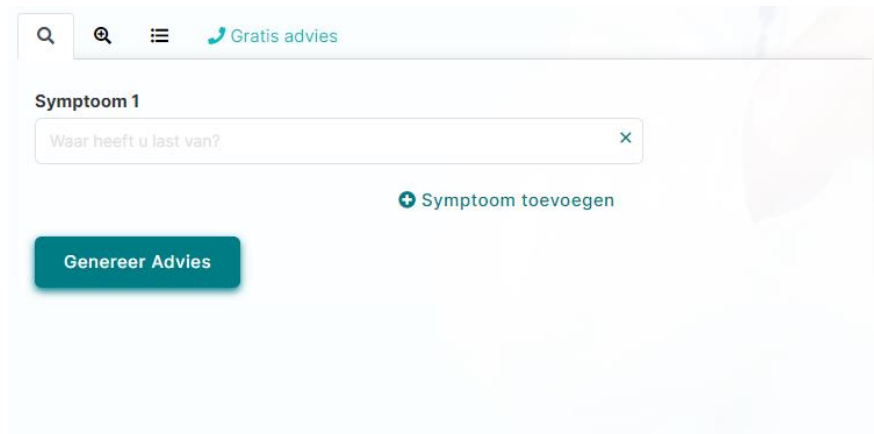 Gratis advies
Symptoom 1
Waar heeft u last van?
Symptoom toevoegen
Genereer Advies